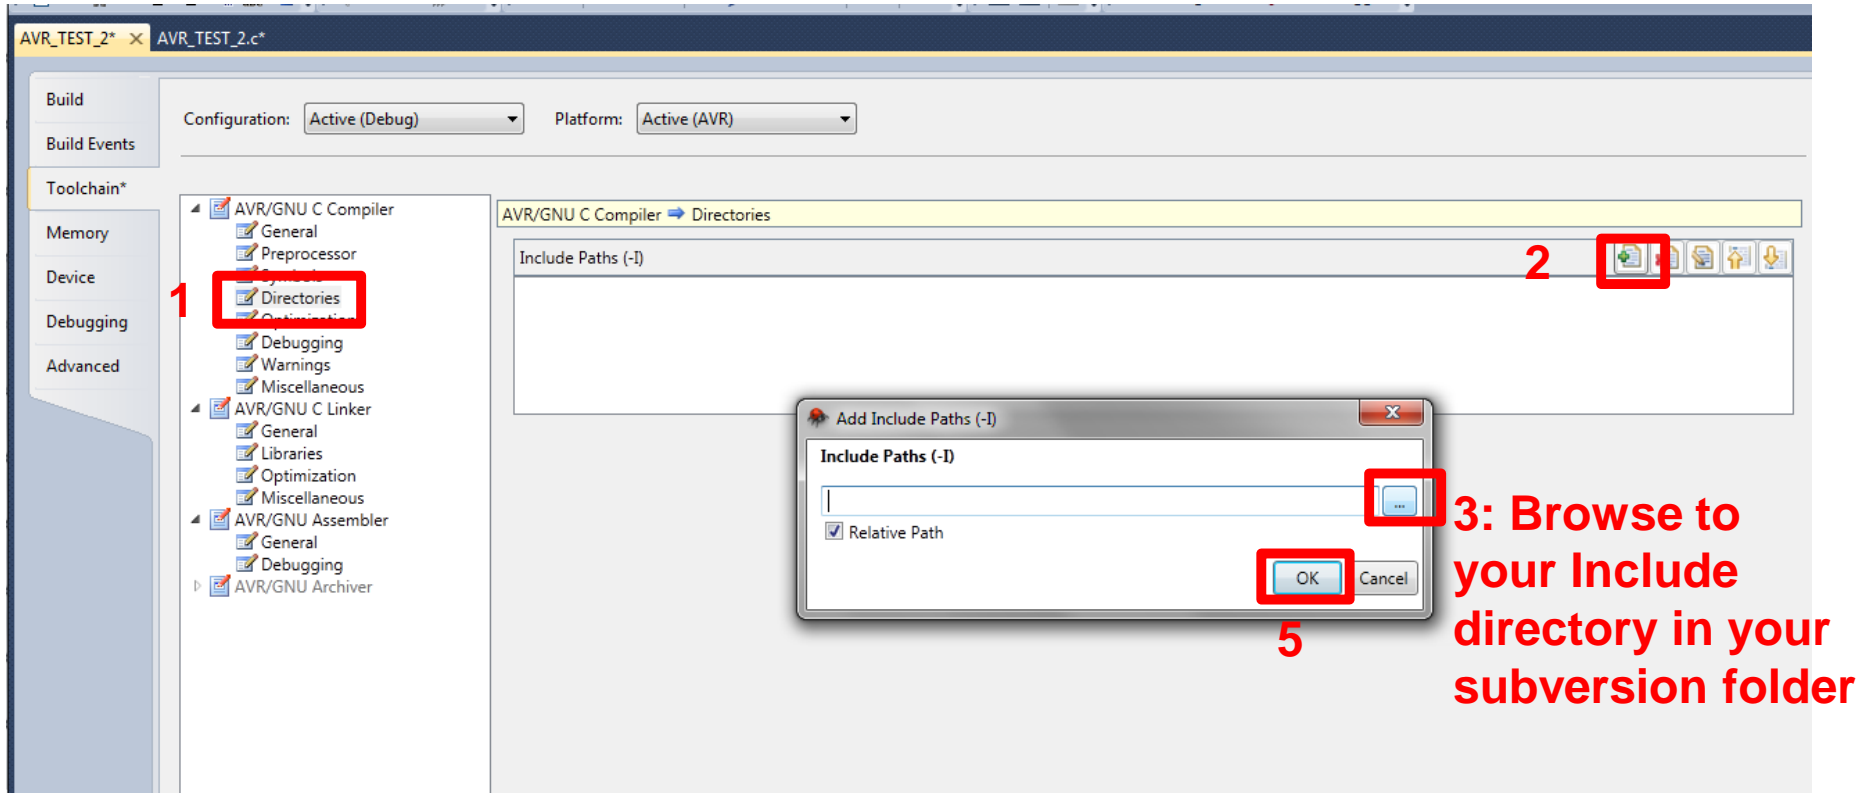 AVR_TEST_2* AVR_TEST_2.c*
Build
Build Events
Toolchain*
Memory
Device
Debugging
Advanced
Configuration: Active (Debug) Platform: Active (AVR)
AVR/GNU C Compiler
General
Preprocessor
Directories
Optimization
Debugging
Warnings
Miscellaneous
AVR/GNU C Linker
General
Libraries
Optimization
Miscellaneous
AVR/GNU Assembler
General
Debugging
AVR/GNU Archiver
1
AVR/GNU C Compiler Directories
Include Paths (-I)
2
Add Include Paths (-I)
Include Paths (-I)
...
Relative Path
OK Cancel
5
3: Browse to
your Include
directory in your
subversion folder